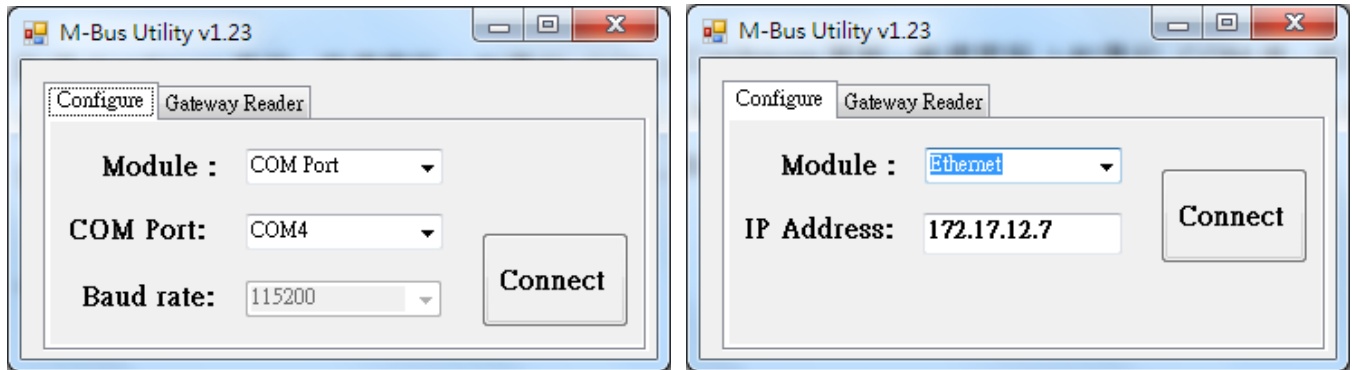 M-Bus Utility v1.23
Configure Gateway Reader
Module : COM Port
COM Port: COM4
Baud rate: 115200
Connect
M-Bus Utility v1.23
Configure Gateway Reader
Module : Ethernet
IP Address: 172.17.12.7
Connect